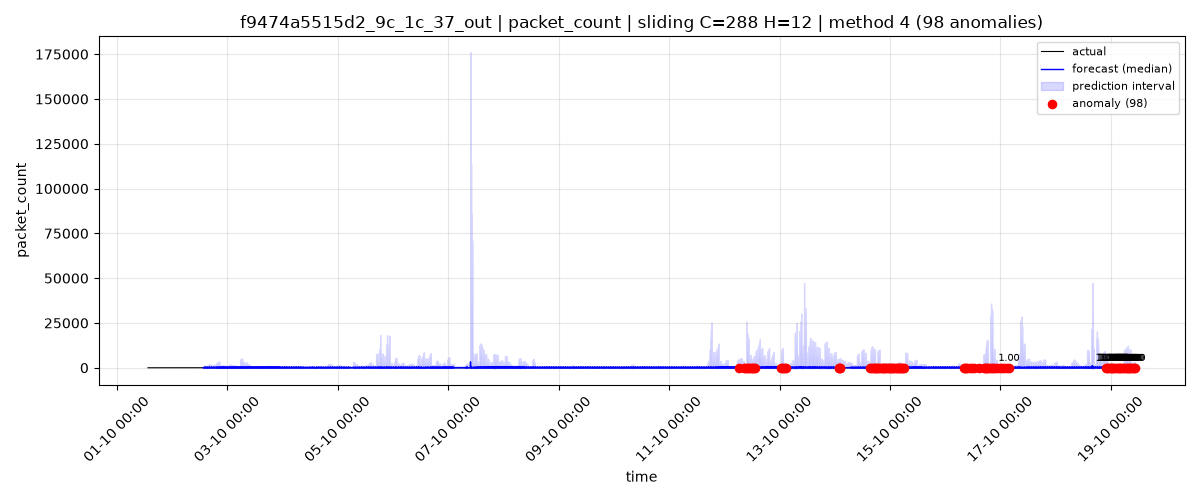 f9474a5515d2_9c_1c_37_out | packet_count | sliding C=288 H=12 | method 4 (98 anomalies)
actual
forecast (median)
prediction interval
anomaly (98)
packet_count
175000
150000
125000
100000
75000
50000
25000
0
1.00
01-10 00:00
03-10 00:00
05-10 00:00
07-10 00:00
09-10 00:00
11-10 00:00
13-10 00:00
15-10 00:00
17-10 00:00
19-10 00:00
time